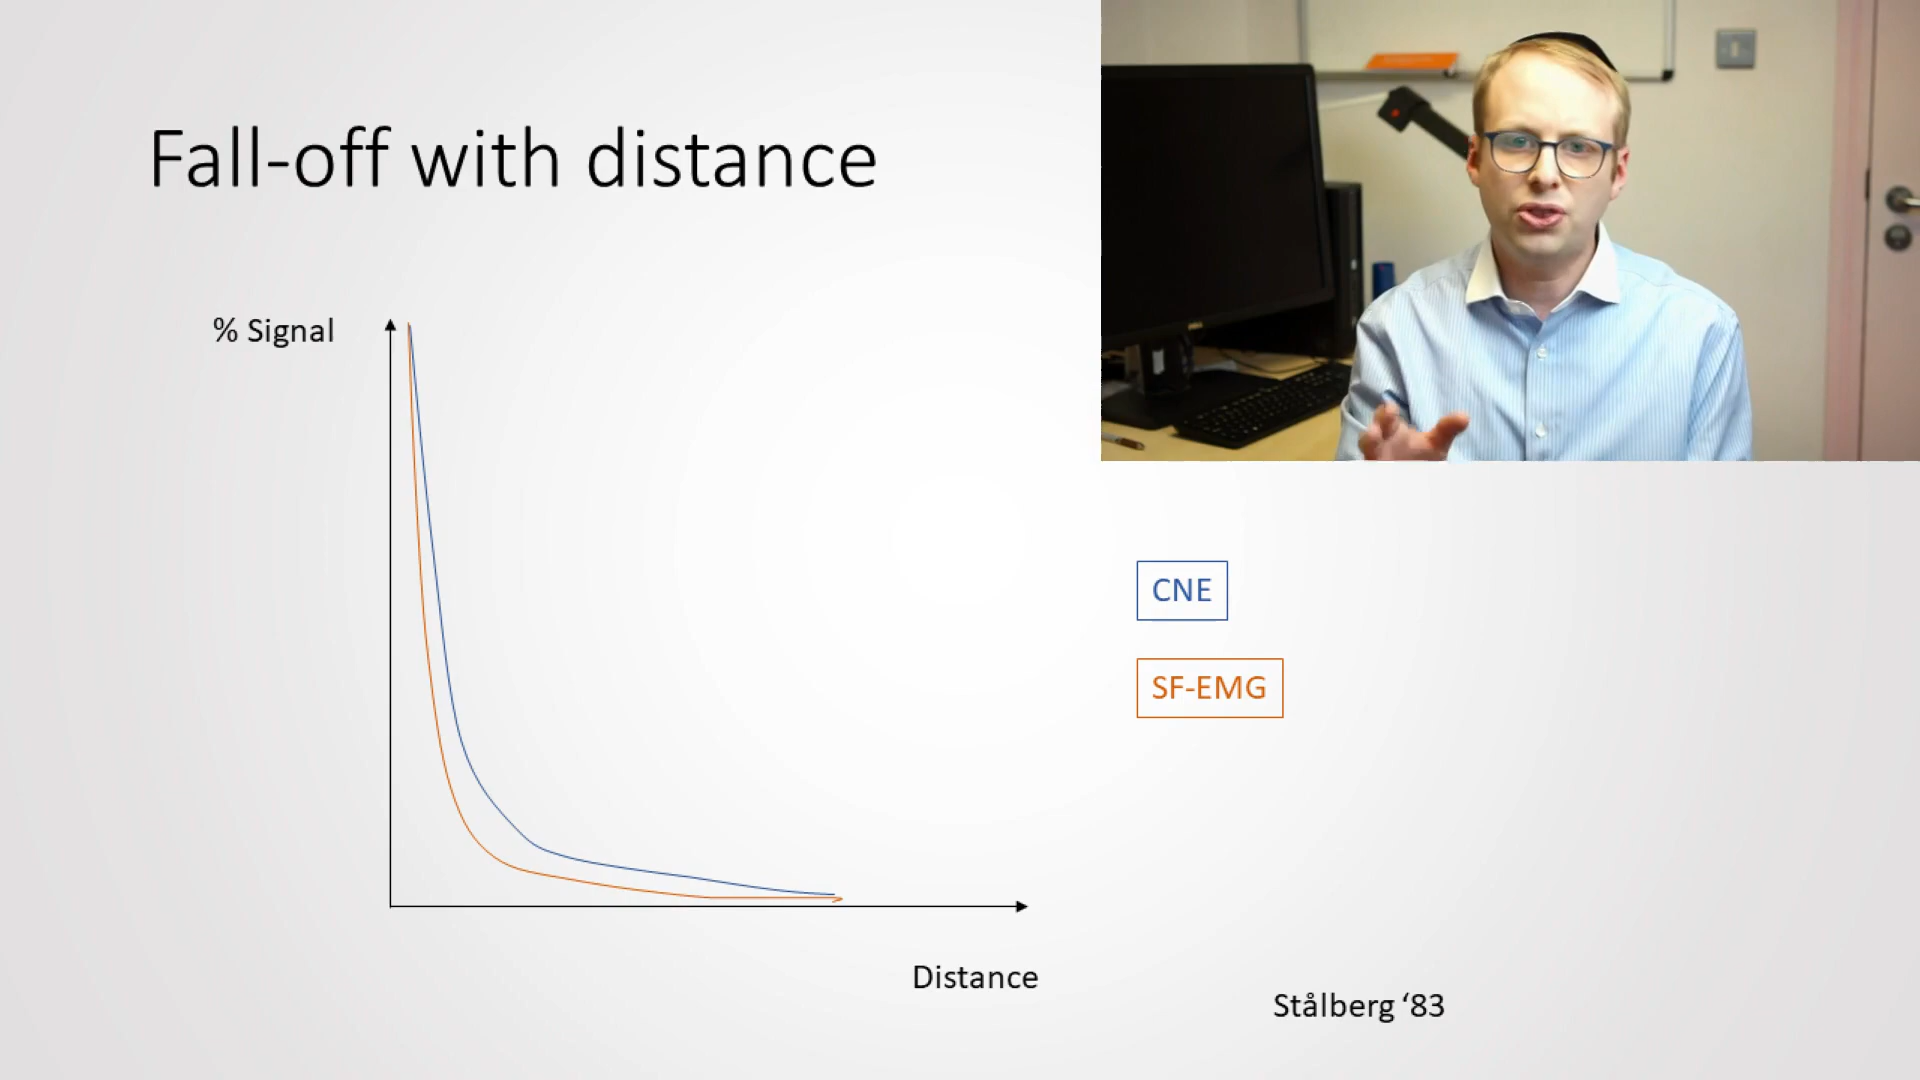 Fall-off with distance
% Signal
CNE
SF-EMG
Distance
Stålberg ‘83